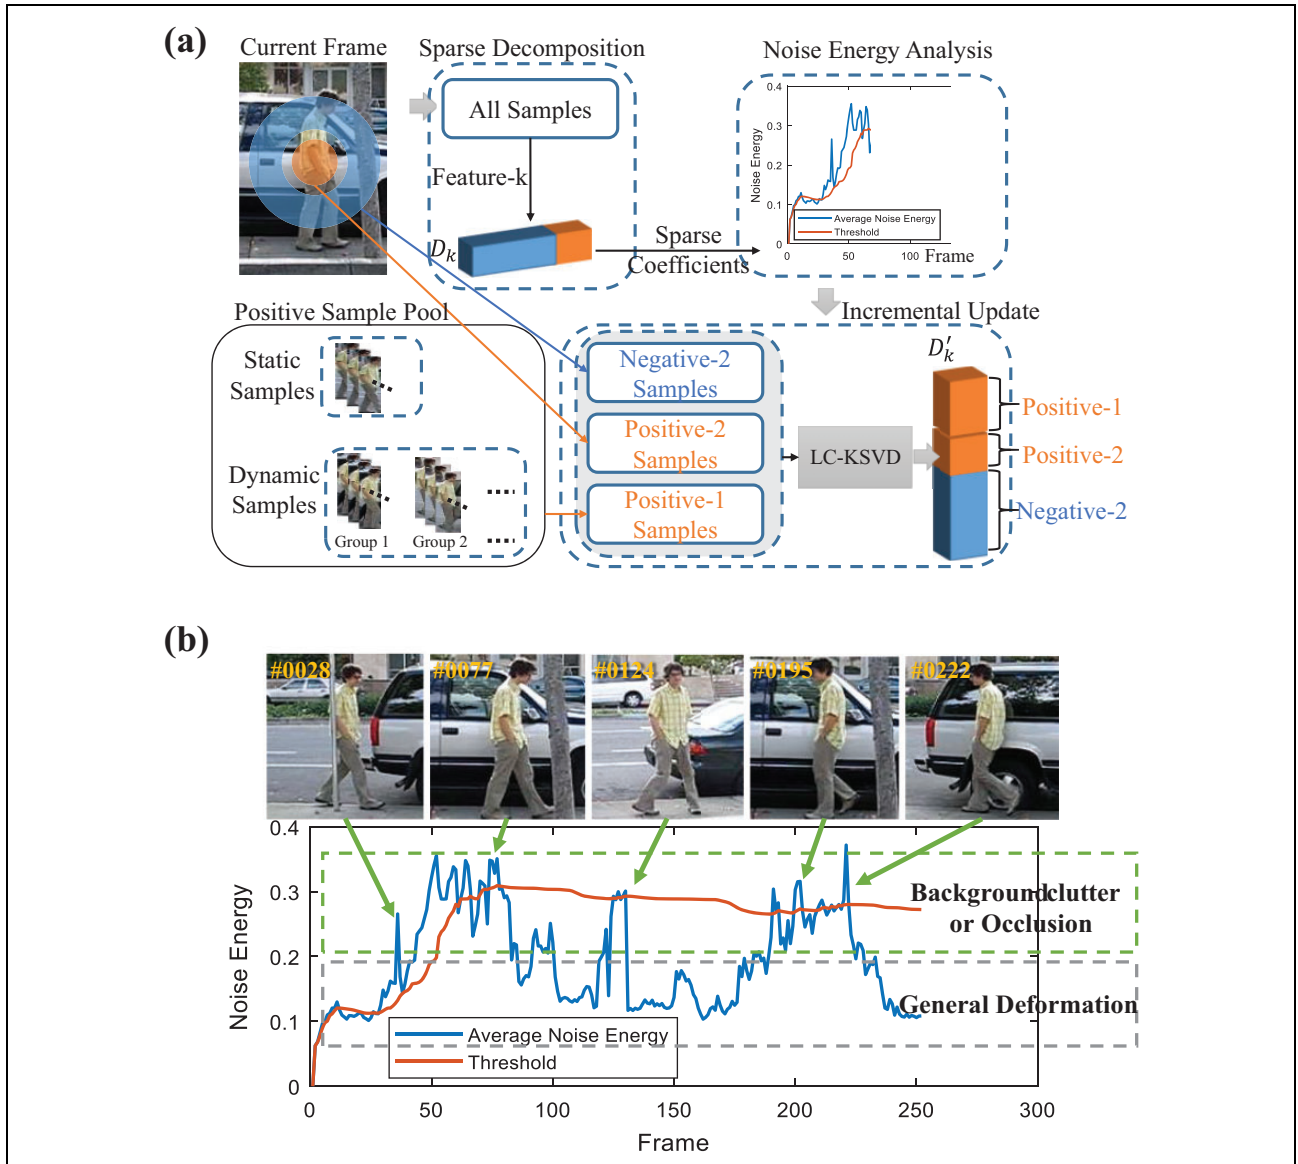 (a)
Current Frame
Sparse Decomposition
Noise Energy Analysis
All Samples
Feature-k
D_k
Sparse
Coefficients
0.4
0.3
0.2
0.1
0
Noise Energy
Average Noise Energy
Threshold
0
50
100
Frame
Incremental Update
Positive Sample Pool
Static
Samples
Dynamic
Samples
Group 1
Group 2
Negative-2
Samples
Positive-2
Samples
Positive-1
Samples
LC-KSVD
D′_k
Positive-1
Positive-2
Negative-2
(b)
#0028
#0077
#0124
#0195
#0222
0.4
0.3
0.2
0.1
0
Noise Energy
Background clutter
or Occlusion
General Deformation
Average Noise Energy
Threshold
0
50
100
150
200
250
300
Frame